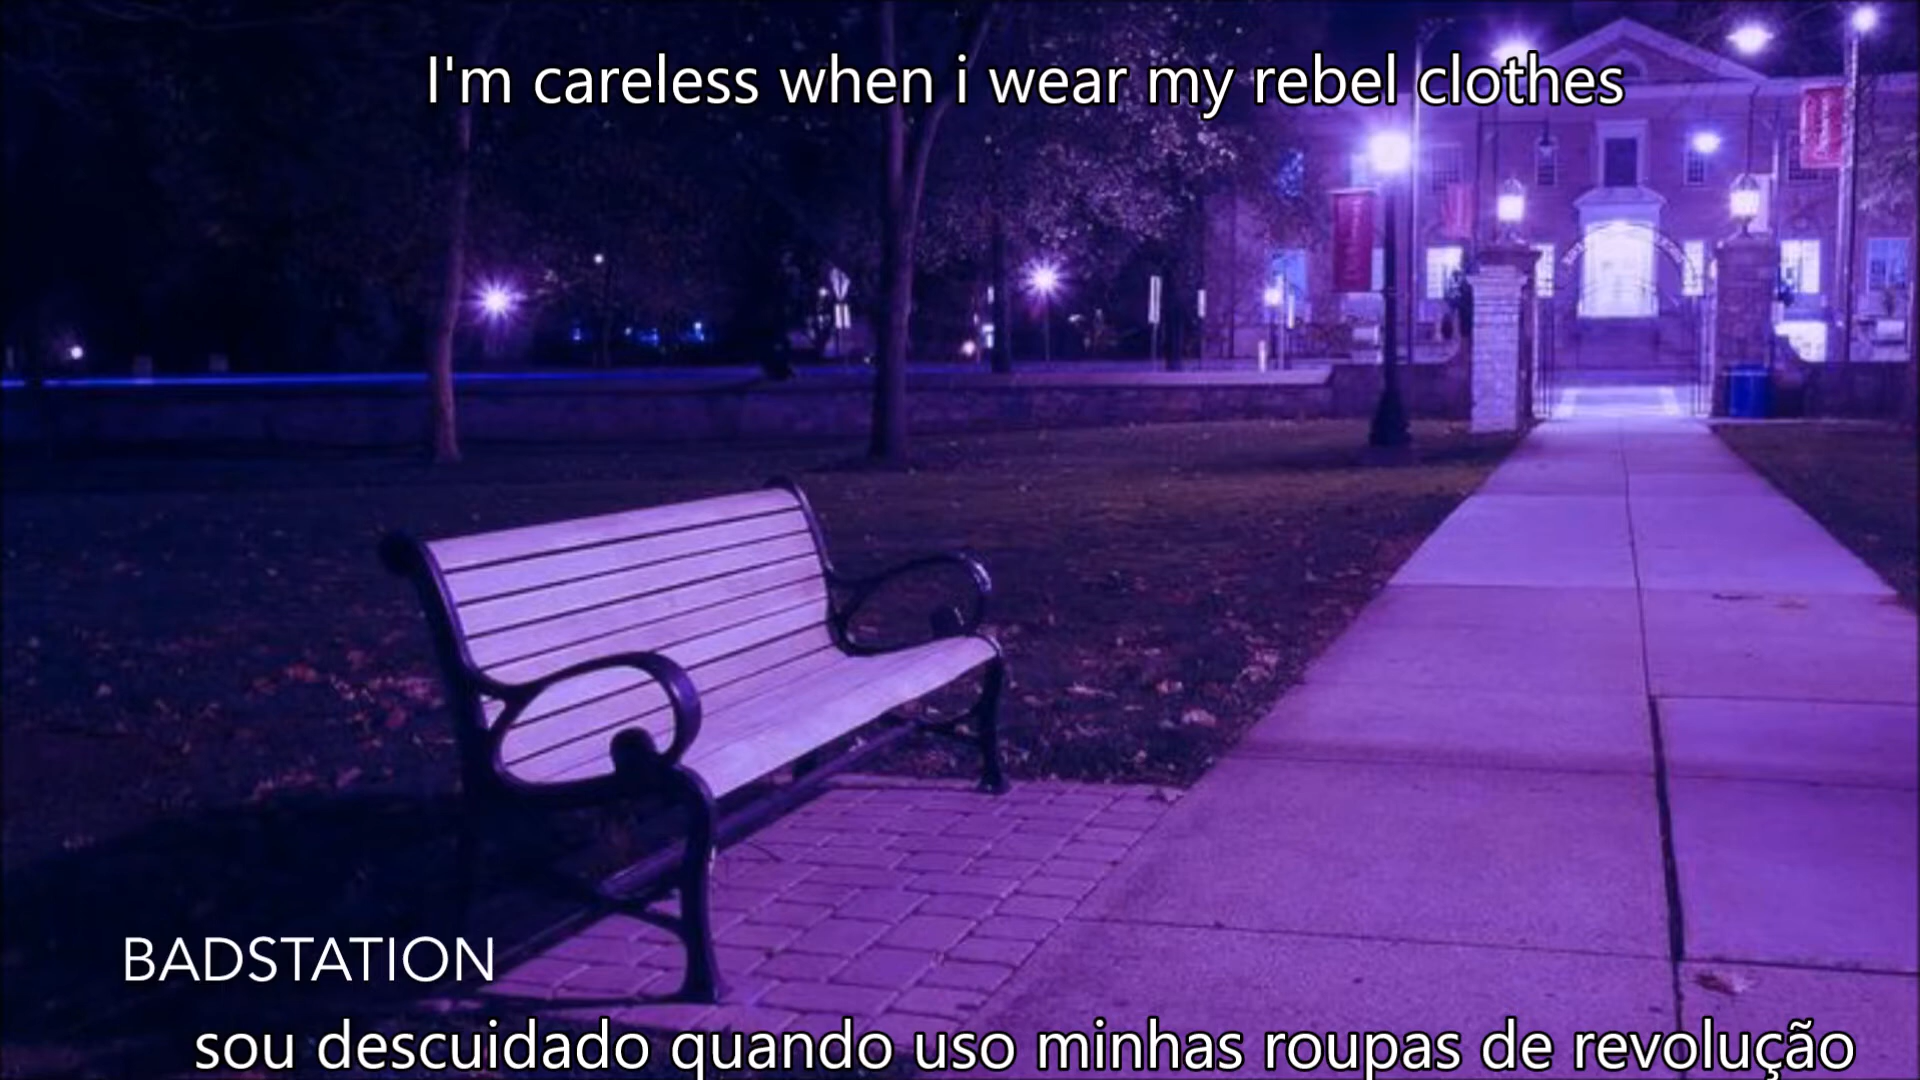 I'm careless when i wear my rebel clothes
BADSTATION
sou descuidado quando uso minhas roupas de revolução